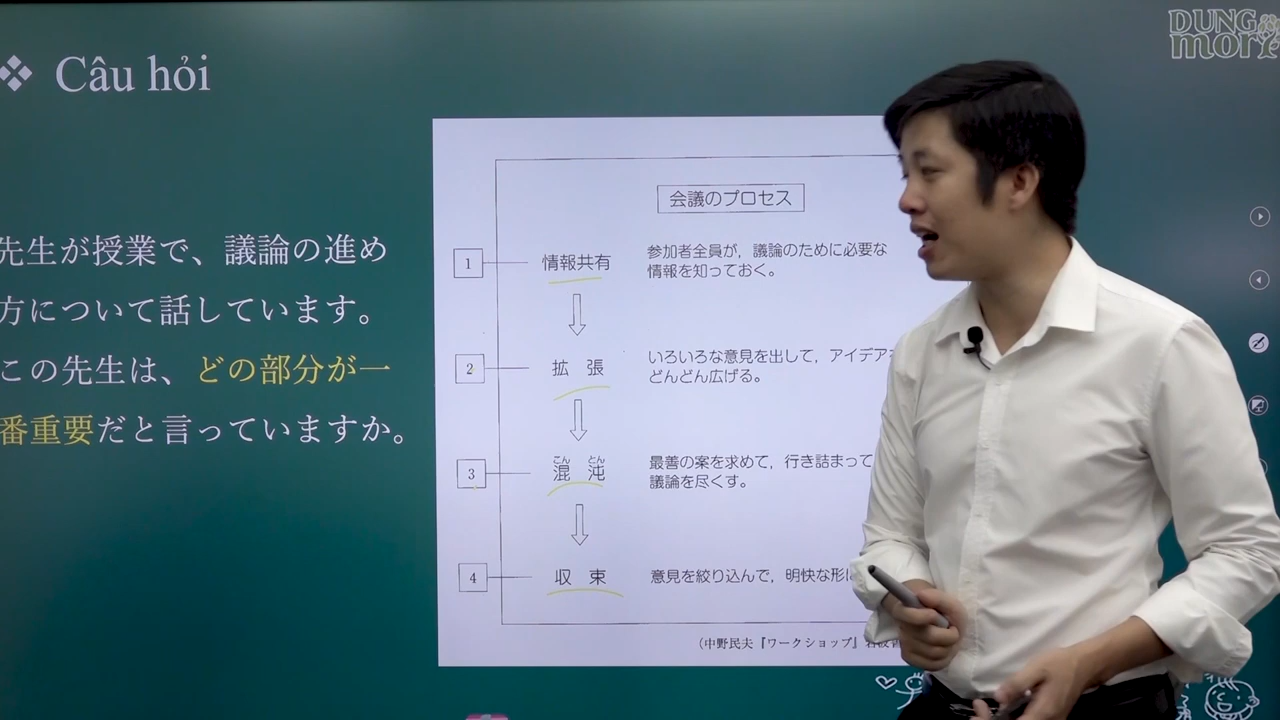 DUNG
mori
❖ Câu hỏi
先生が授業で、議論の進め
方について話しています。
この先生は、どの部分が一
番重要だと言っていますか。
会議のプロセス
1 情報共有 参加者全員が，議論のために必要な
情報を知っておく。
2 拡張 いろいろな意見を出して，アイデアを
どんどん広げる。
こん とん
3 混沌 最善の案を求めて，行き詰まって
議論を尽くす。
4 収束 意見を絞り込んで，明快な形に
（中野民夫『ワークショップ』岩波書